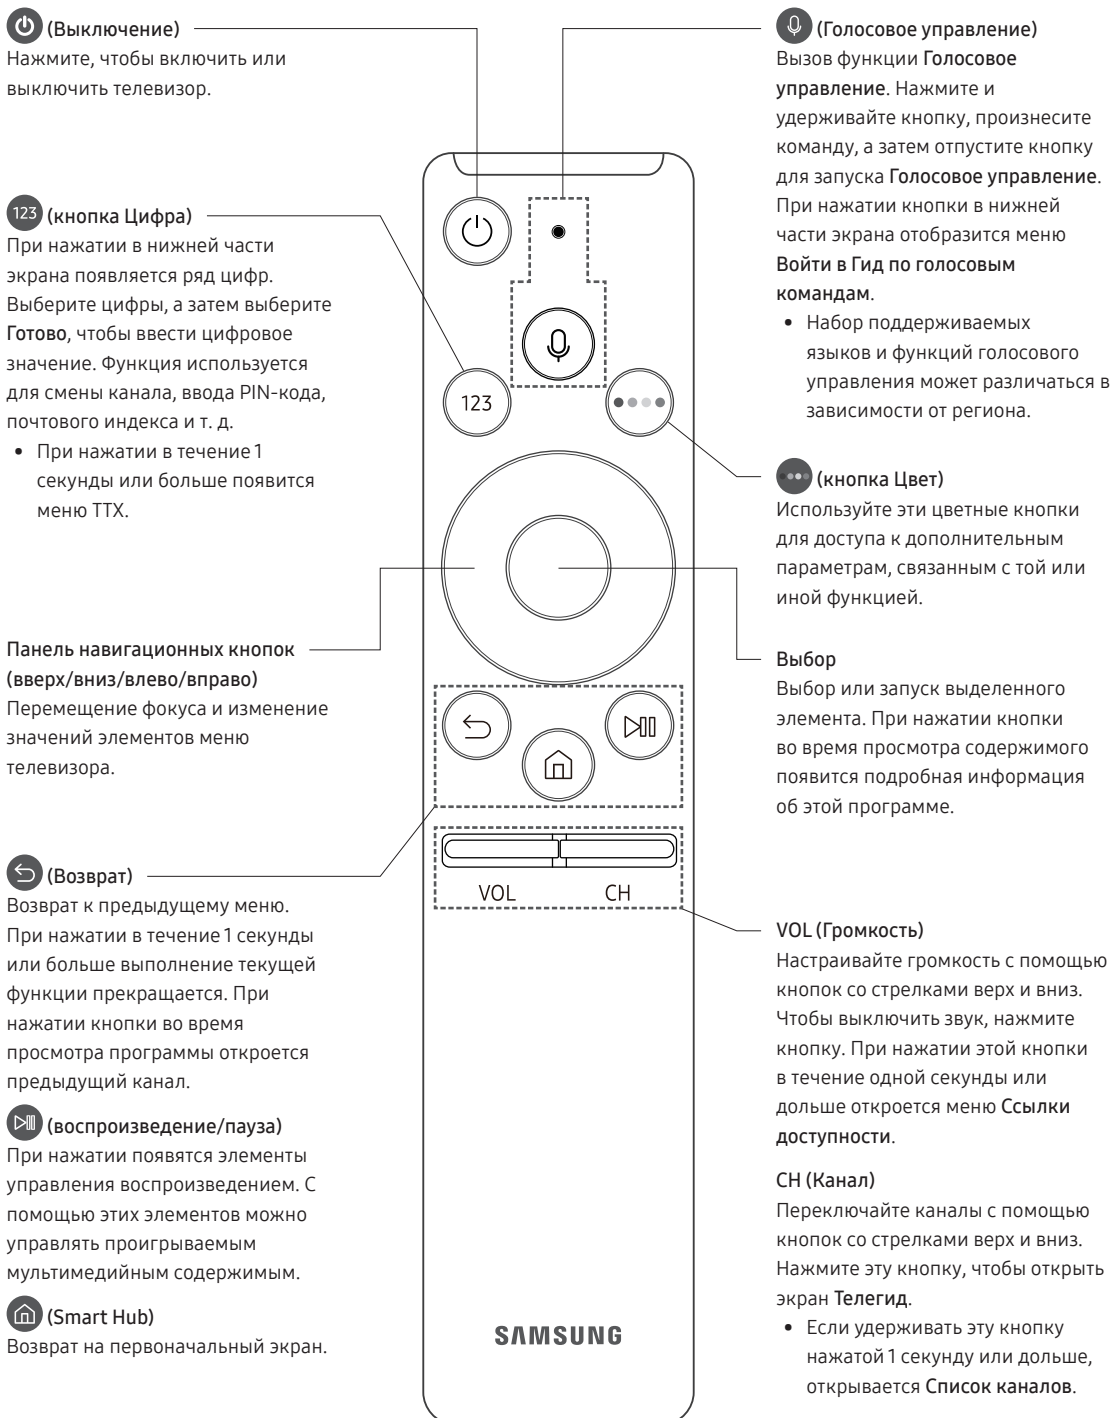 (Выключение)
Нажмите, чтобы включить или
выключить телевизор.
123 (кнопка Цифра)
При нажатии в нижней части
экрана появляется ряд цифр.
Выберите цифры, а затем выберите
Готово, чтобы ввести цифровое
значение. Функция используется
для смены канала, ввода PIN-кода,
почтового индекса и т. д.
• При нажатии в течение 1
секунды или больше появится
меню TTX.
Панель навигационных кнопок
(вверх/вниз/влево/вправо)
Перемещение фокуса и изменение
значений элементов меню
телевизора.
(Возврат)
Возврат к предыдущему меню.
При нажатии в течение 1 секунды
или больше выполнение текущей
функции прекращается. При
нажатии кнопки во время
просмотра программы откроется
предыдущий канал.
(воспроизведение/пауза)
При нажатии появятся элементы
управления воспроизведением. С
помощью этих элементов можно
управлять проигрываемым
мультимедийным содержимым.
(Smart Hub)
Возврат на первоначальный экран.
123
VOL
CH
SAMSUNG
(Голосовое управление)
Вызов функции Голосовое
управление. Нажмите и
удерживайте кнопку, произнесите
команду, а затем отпустите кнопку
для запуска Голосовое управление.
При нажатии кнопки в нижней
части экрана отобразится меню
Войти в Гид по голосовым
командам.
• Набор поддерживаемых
языков и функций голосового
управления может различаться в
зависимости от региона.
(кнопка Цвет)
Используйте эти цветные кнопки
для доступа к дополнительным
параметрам, связанным с той или
иной функцией.
Выбор
Выбор или запуск выделенного
элемента. При нажатии кнопки
во время просмотра содержимого
появится подробная информация
об этой программе.
VOL (Громкость)
Настраивайте громкость с помощью
кнопок со стрелками верх и вниз.
Чтобы выключить звук, нажмите
кнопку. При нажатии этой кнопки
в течение одной секунды или
дольше откроется меню Ссылки
доступности.
CH (Канал)
Переключайте каналы с помощью
кнопок со стрелками верх и вниз.
Нажмите эту кнопку, чтобы открыть
экран Телегид.
• Если удерживать эту кнопку
нажатой 1 секунду или дольше,
открывается Список каналов.